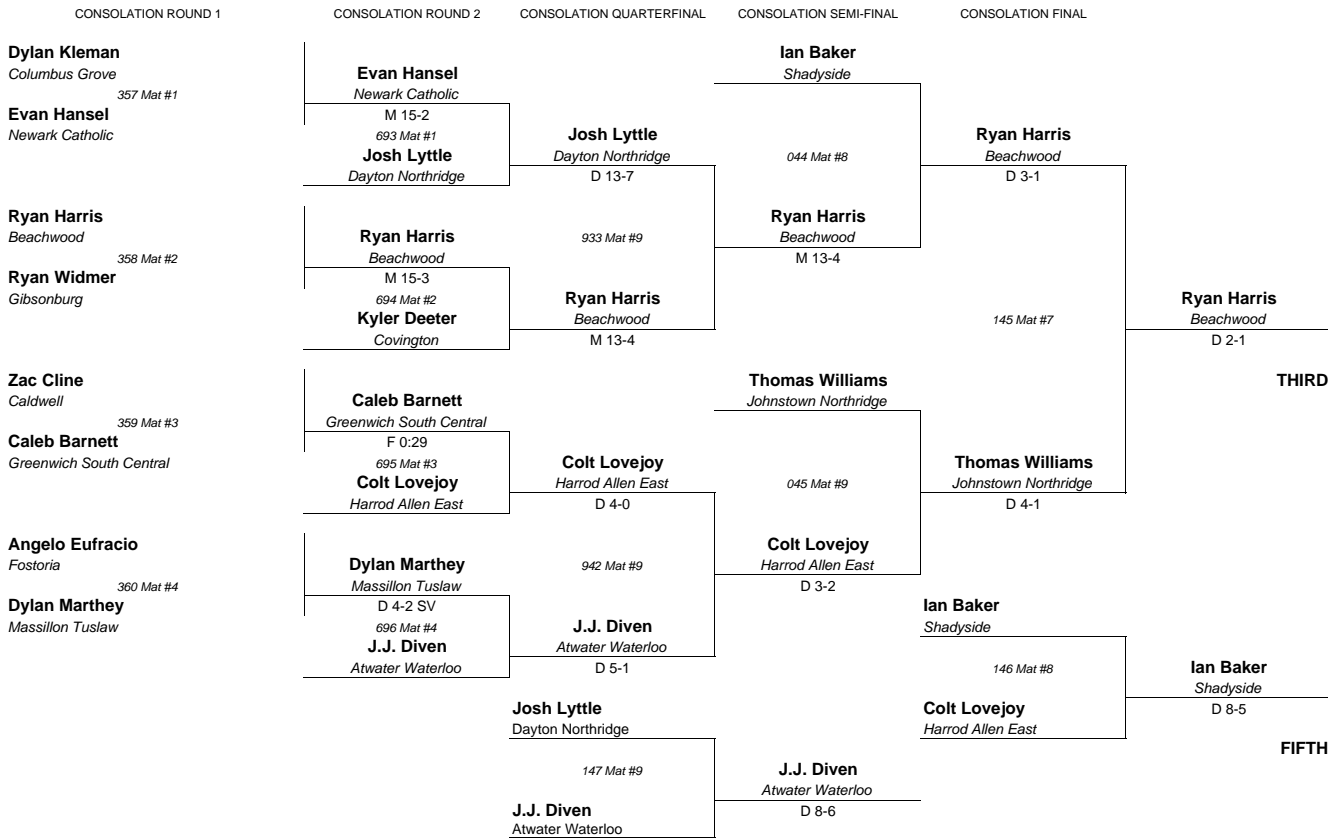 CONSOLATION ROUND 1
CONSOLATION ROUND 2
CONSOLATION QUARTERFINAL
CONSOLATION SEMI-FINAL
CONSOLATION FINAL
Dylan Kleman
Columbus Grove
357 Mat #1
Evan Hansel
Newark Catholic
Ryan Harris
Beachwood
358 Mat #2
Ryan Widmer
Gibsonburg
Zac Cline
Caldwell
359 Mat #3
Caleb Barnett
Greenwich South Central
Angelo Eufracio
Fostoria
360 Mat #4
Dylan Marthey
Massillon Tuslaw
Evan Hansel
Newark Catholic
M 15-2
693 Mat #1
Josh Lyttle
Dayton Northridge
Ryan Harris
Beachwood
M 15-3
694 Mat #2
Kyler Deeter
Covington
Caleb Barnett
Greenwich South Central
F 0:29
695 Mat #3
Colt Lovejoy
Harrod Allen East
Dylan Marthey
Massillon Tuslaw
D 4-2 SV
696 Mat #4
J.J. Diven
Atwater Waterloo
Josh Lyttle
Dayton Northridge
D 13-7
933 Mat #9
Ryan Harris
Beachwood
M 13-4
Colt Lovejoy
Harrod Allen East
D 4-0
942 Mat #9
J.J. Diven
Atwater Waterloo
D 5-1
Josh Lyttle
Dayton Northridge
147 Mat #9
J.J. Diven
Atwater Waterloo
Ian Baker
Shadyside
044 Mat #8
Ryan Harris
Beachwood
M 13-4
Thomas Williams
Johnstown Northridge
045 Mat #9
Colt Lovejoy
Harrod Allen East
D 3-2
J.J. Diven
Atwater Waterloo
D 8-6
Ryan Harris
Beachwood
D 3-1
145 Mat #7
Thomas Williams
Johnstown Northridge
D 4-1
Ian Baker
Shadyside
146 Mat #8
Colt Lovejoy
Harrod Allen East
Ryan Harris
Beachwood
D 2-1
THIRD
Ian Baker
Shadyside
D 8-5
FIFTH